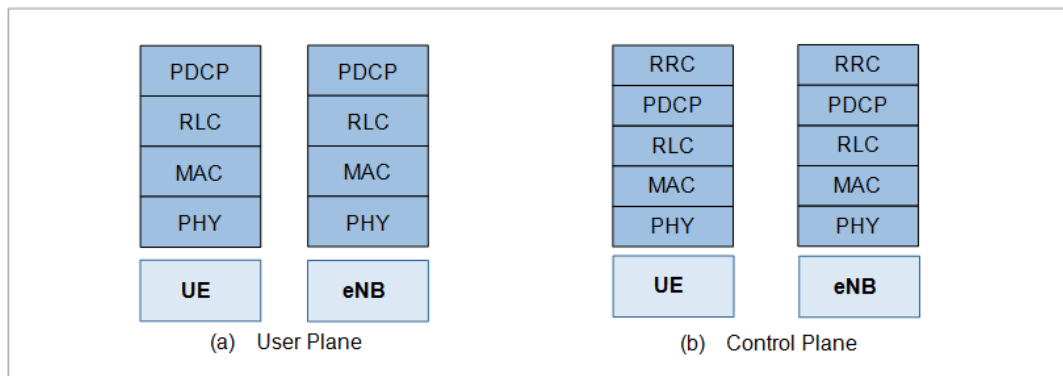 PDCP PDCP RRC RRC
RLC RLC PDCP PDCP
MAC MAC RLC RLC
PHY PHY MAC MAC
PHY PHY
UE eNB UE eNB
(a) User Plane (b) Control Plane